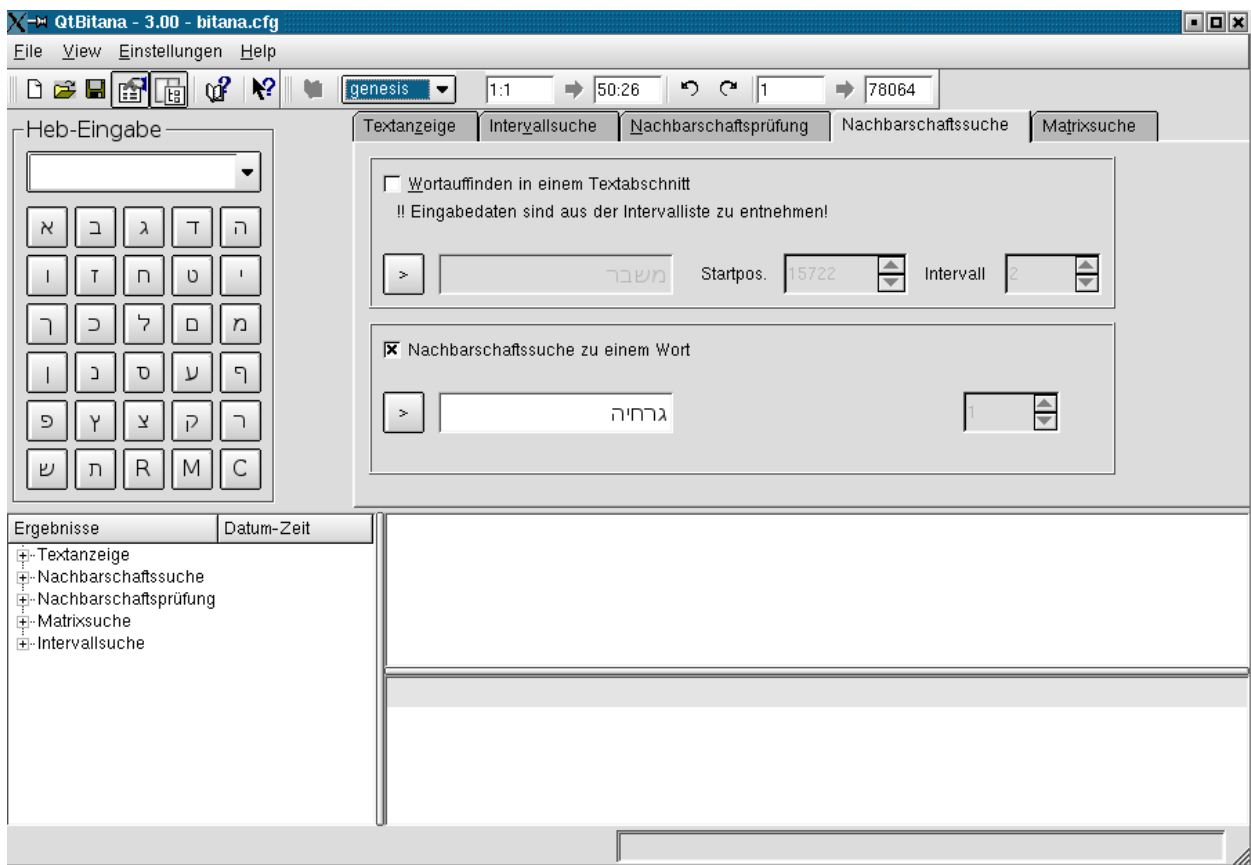 QtBitana - 3.00 - bitana.cfg
File View Einstellungen Help
genesis 1:1 50:26 1 78064
Heb-Eingabe
Textanzeige Intervallsuche Nachbarschaftsprüfung Nachbarschaftssuche Matrixsuche
Wortauffinden in einem Textabschnitt
!! Eingabedaten sind aus der Intervalliste zu entnehmen!
> משבר Startpos. 15722 Intervall 2
Nachbarschaftssuche zu einem Wort
> גרחיה 1
א ב ג ד ה
ו ז ח ט י
ך כ ל ם מ
ן נ ס ע ף
פ ץ צ ק ר
ש ת R M C
Ergebnisse Datum-Zeit
Textanzeige
Nachbarschaftssuche
Nachbarschaftsprüfung
Matrixsuche
Intervallsuche